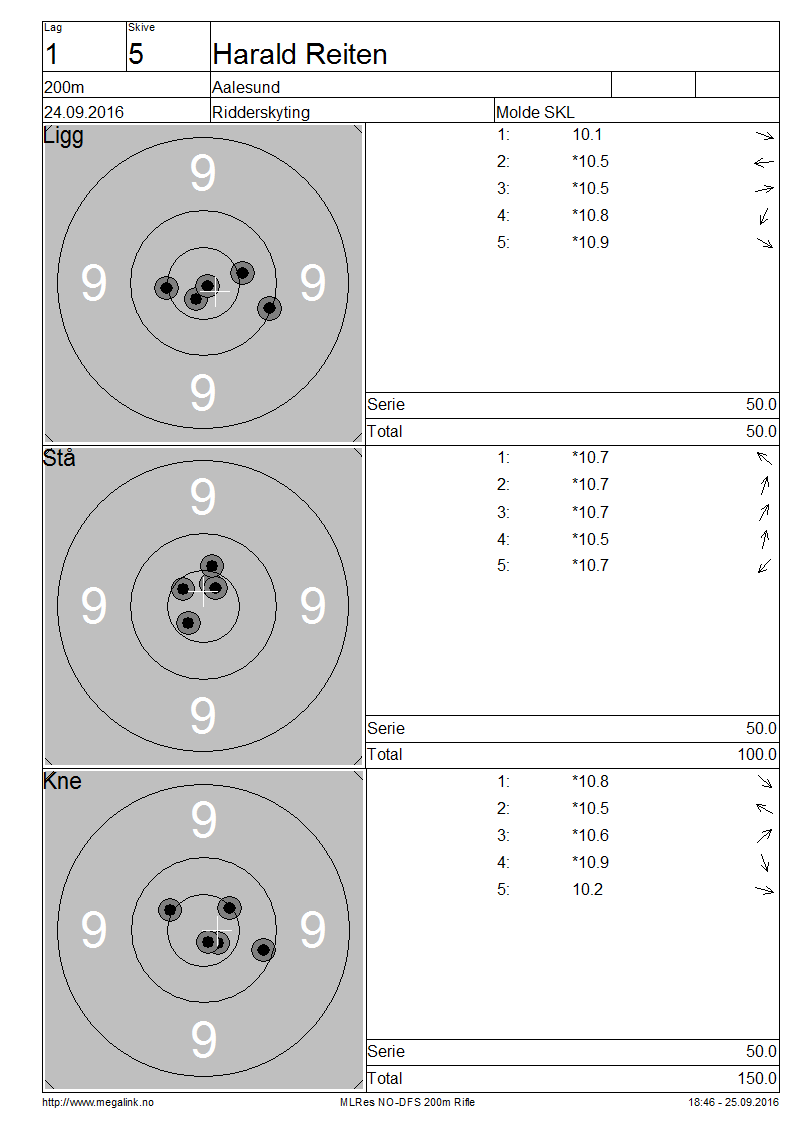 Lag Skive
1 5 Harald Reiten
200m Aalesund
24.09.2016 Ridderskyting Molde SKL
Ligg
9
9 9
9
1: 10.1
2: *10.5
3: *10.5
4: *10.8
5: *10.9
Serie 50.0
Total 50.0
Stå
9
9 9
9
1: *10.7
2: *10.7
3: *10.7
4: *10.5
5: *10.7
Serie 50.0
Total 100.0
Kne
9
9 9
9
1: *10.8
2: *10.5
3: *10.6
4: *10.9
5: 10.2
Serie 50.0
Total 150.0
http://www.megalink.no MLRes NO-DFS 200m Rifle 18:46 - 25.09.2016